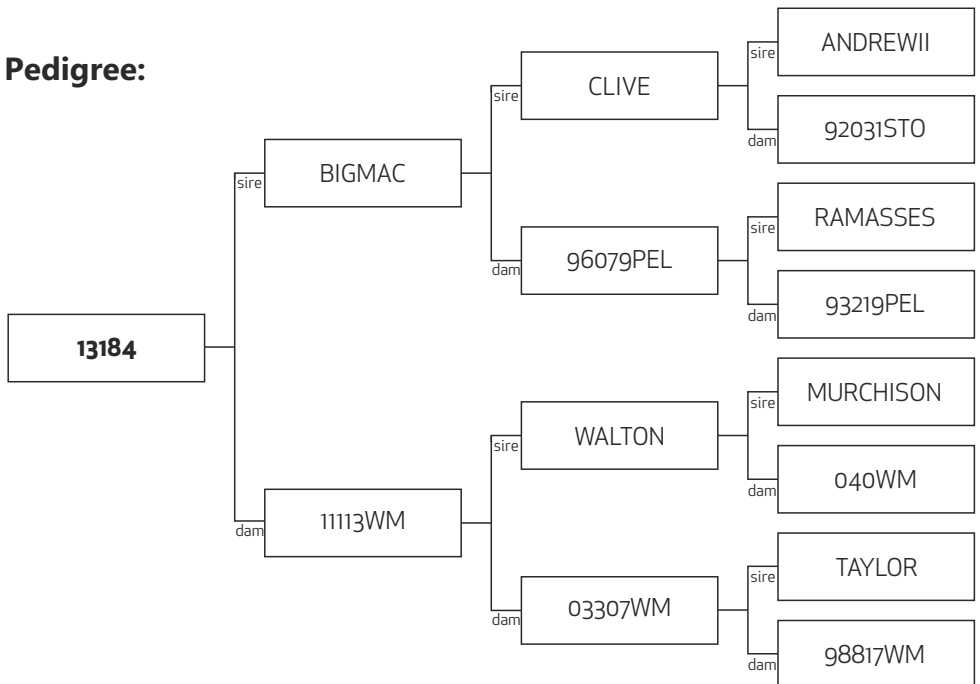 Pedigree:
13184
sire
BIGMAC
dam
11113WM
sire
CLIVE
dam
96079PEL
sire
WALTON
dam
03307WM
sire
ANDREWII
dam
92031STO
sire
RAMASSES
dam
93219PEL
sire
MURCHISON
dam
040WM
sire
TAYLOR
dam
98817WM